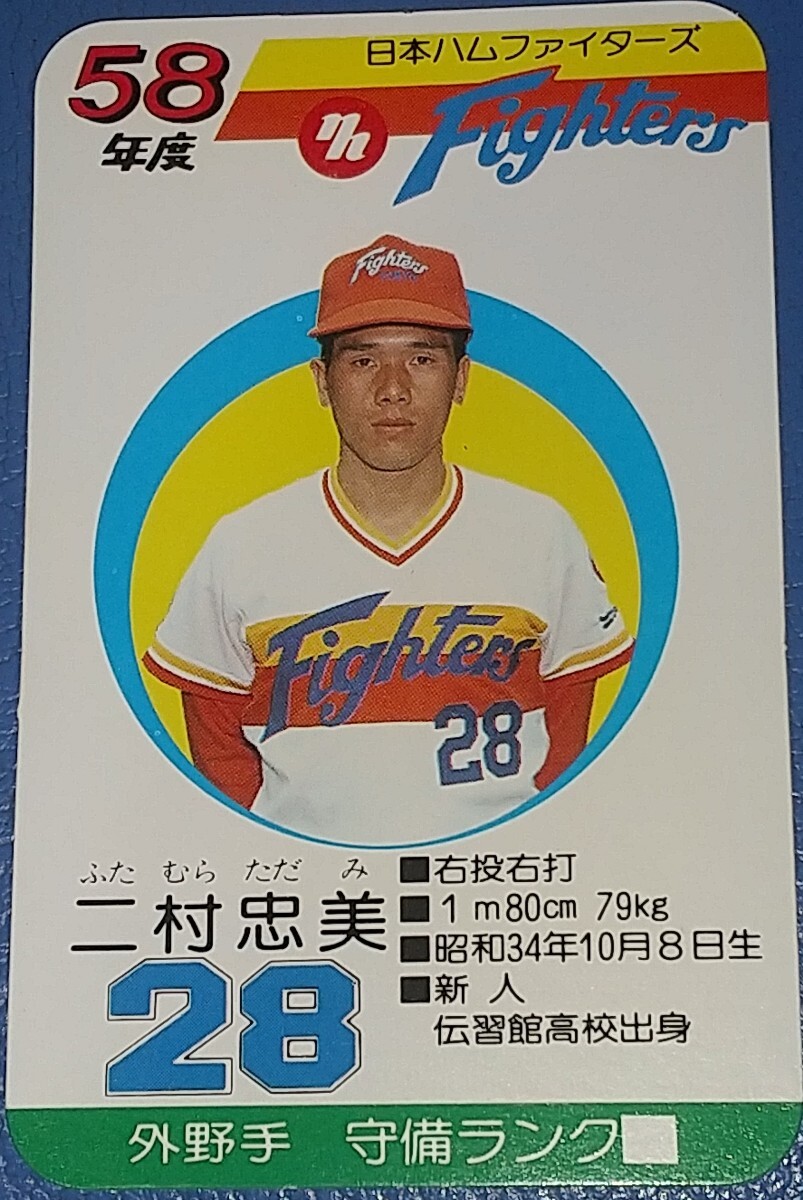 58
年度
日本ハムファイターズ
nh
Fighters
Fighters
Fighters
28
ふた むら ただ み
二村忠美
28
■右投右打
■1m80cm 79kg
■昭和34年10月8日生
■新人
伝習館高校出身
外野手 守備ランク